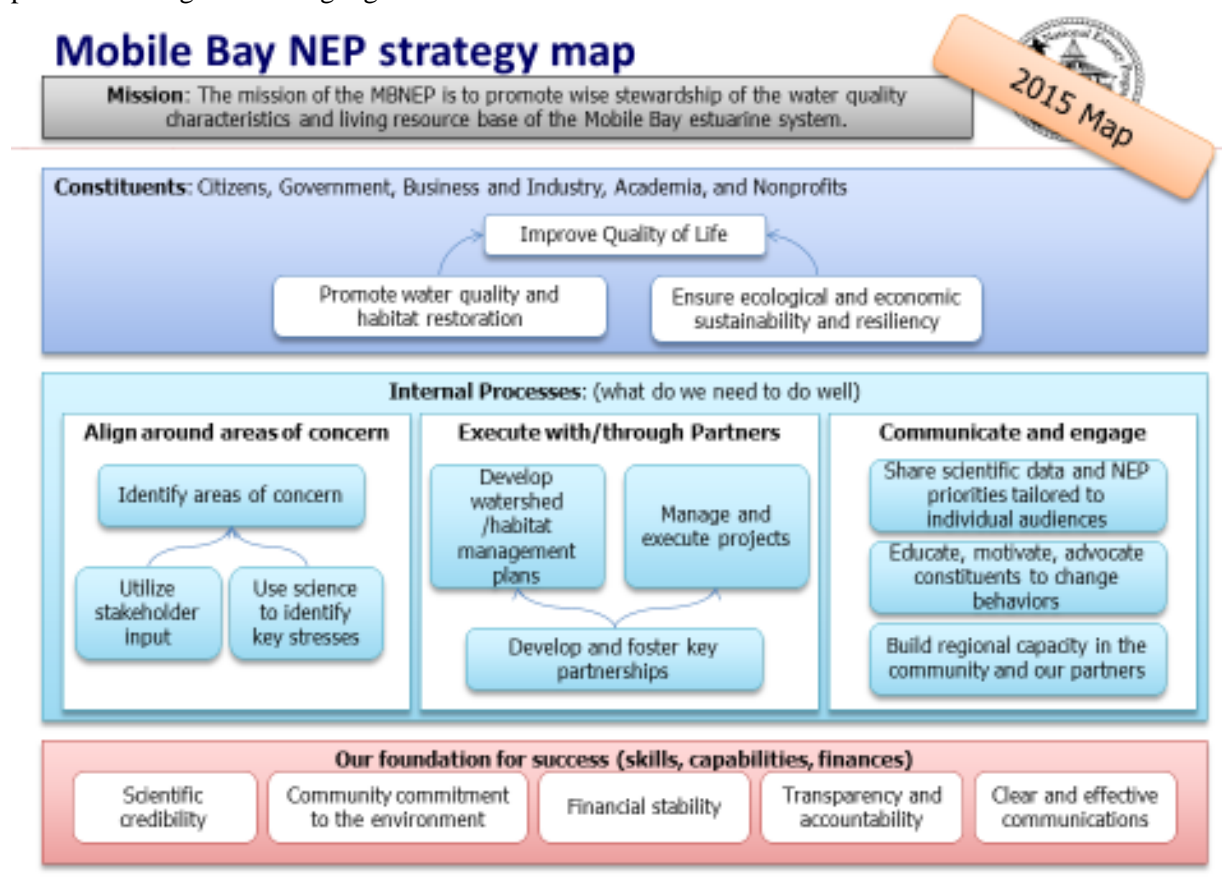 Mobile Bay NEP strategy map
2015 Map
National Estuary
Mission: The mission of the MBNEP is to promote wise stewardship of the water quality
characteristics and living resource base of the Mobile Bay estuarine system.
Constituents: Citizens, Government, Business and Industry, Academia, and Nonprofits
Improve Quality of Life
Promote water quality and
habitat restoration
Ensure ecological and economic
sustainability and resiliency
Internal Processes: (what do we need to do well)
Align around areas of concern
Identify areas of concern
Utilize
stakeholder
input
Use science
to identify
key stresses
Execute with/through Partners
Develop
watershed
/habitat
management
plans
Manage and
execute projects
Develop and foster key
partnerships
Communicate and engage
Share scientific data and NEP
priorities tailored to
individual audiences
Educate, motivate, advocate
constituents to change
behaviors
Build regional capacity in the
community and our partners
Our foundation for success (skills, capabilities, finances)
Scientific
credibility
Community commitment
to the environment
Financial stability
Transparency and
accountability
Clear and effective
communications